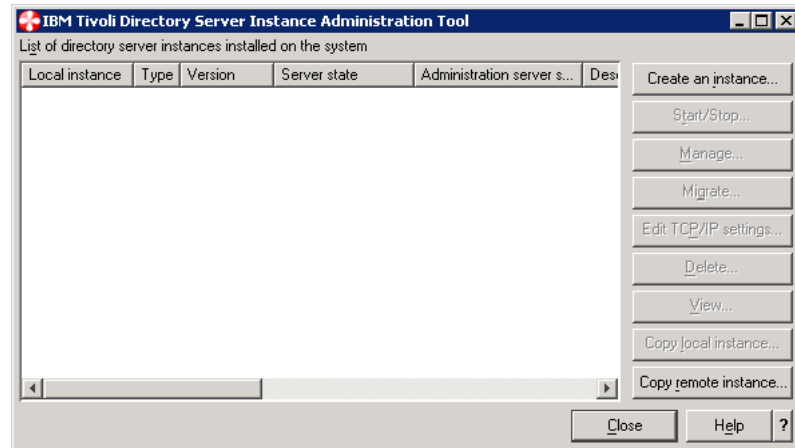 IBM Tivoli Directory Server Instance Administration Tool
List of directory server instances installed on the system
Local instance Type Version Server state Administration server s... Des
Create an instance...
Start/Stop...
Manage...
Migrate...
Edit TCP/IP settings...
Delete...
View...
Copy local instance...
Copy remote instance...
Close Help ?